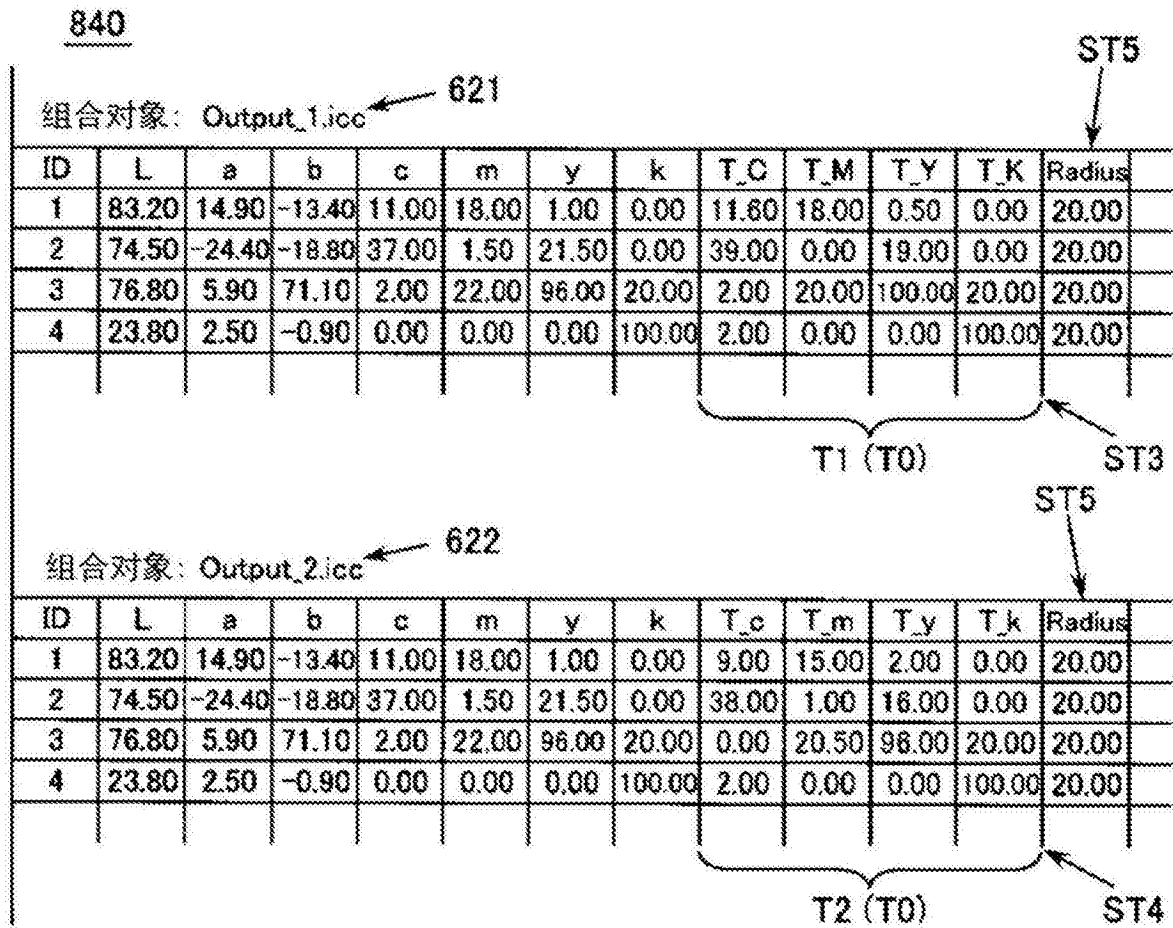 840
ST5
组合对象: Output_1.icc 621
ID L a b c m y k T_C T_M T_Y T_K Radius
1 83.20 14.90 -13.40 11.00 18.00 1.00 0.00 11.60 18.00 0.50 0.00 20.00
2 74.50 -24.40 -18.80 37.00 1.50 21.50 0.00 39.00 0.00 19.00 0.00 20.00
3 76.80 5.90 71.10 2.00 22.00 96.00 20.00 2.00 20.00 100.00 20.00 20.00
4 23.80 2.50 -0.90 0.00 0.00 0.00 100.00 2.00 0.00 0.00 100.00 20.00
T1 (T0) ST3
ST5
组合对象: Output_2.icc 622
ID L a b c m y k T_c T_m T_y T_k Radius
1 83.20 14.90 -13.40 11.00 18.00 1.00 0.00 9.00 15.00 2.00 0.00 20.00
2 74.50 -24.40 -18.80 37.00 1.50 21.50 0.00 38.00 1.00 16.00 0.00 20.00
3 76.80 5.90 71.10 2.00 22.00 96.00 20.00 0.00 20.50 96.00 20.00 20.00
4 23.80 2.50 -0.90 0.00 0.00 0.00 100.00 2.00 0.00 0.00 100.00 20.00
T2 (T0) ST4